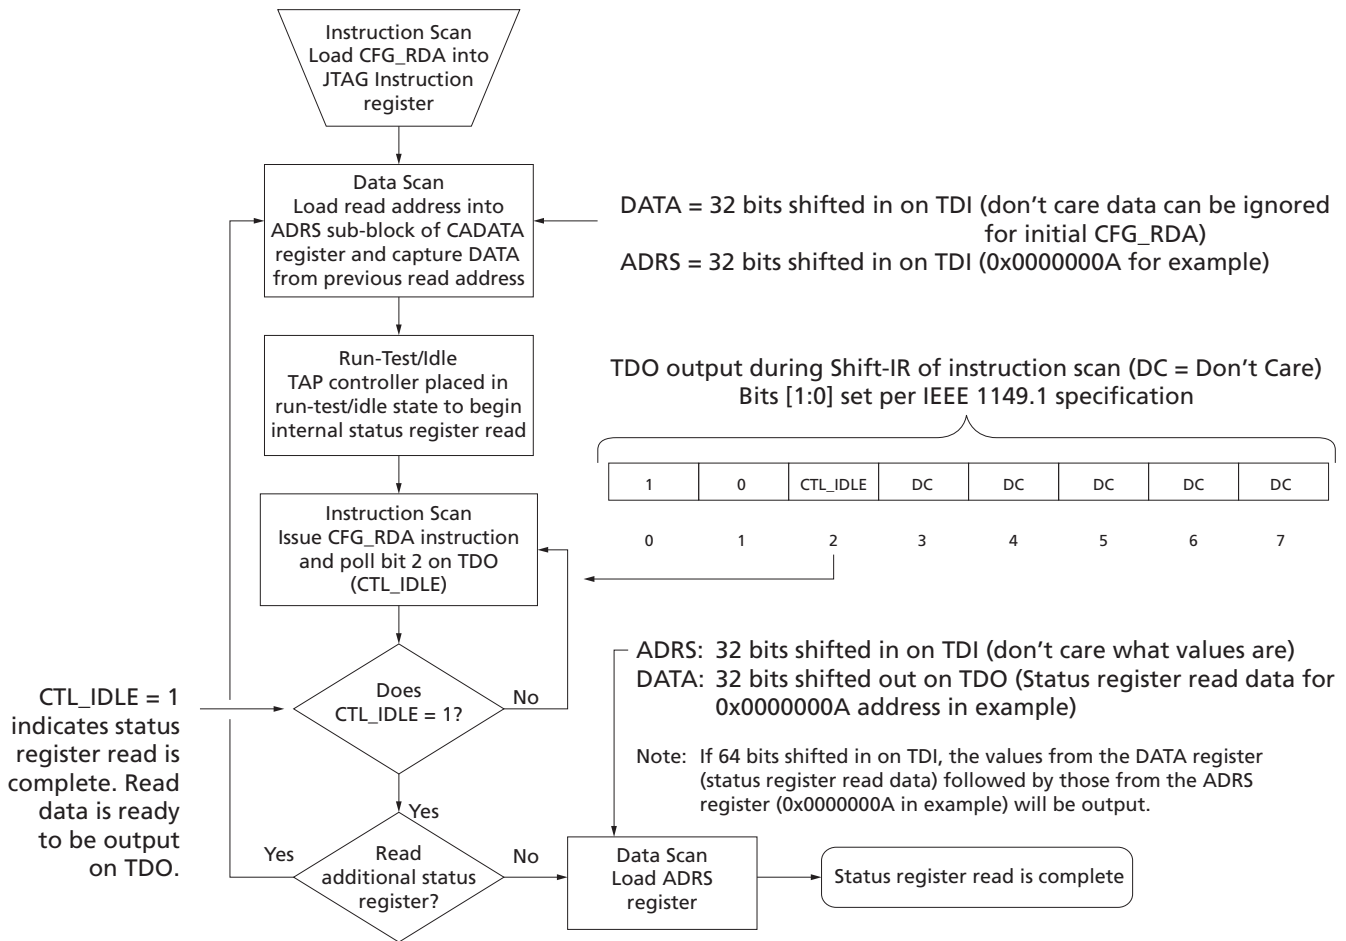 Instruction Scan
Load CFG_RDA into
JTAG Instruction
register
Data Scan
Load read address into
ADRS sub-block of CADATA
register and capture DATA
from previous read address
DATA = 32 bits shifted in on TDI (don't care data can be ignored
for initial CFG_RDA)
ADRS = 32 bits shifted in on TDI (0x0000000A for example)
Run-Test/Idle
TAP controller placed in
run-test/idle state to begin
internal status register read
TDO output during Shift-IR of instruction scan (DC = Don't Care)
Bits [1:0] set per IEEE 1149.1 specification
1 0 CTL_IDLE DC DC DC DC DC
0 1 2 3 4 5 6 7
Instruction Scan
Issue CFG_RDA instruction
and poll bit 2 on TDO
(CTL_IDLE)
ADRS: 32 bits shifted in on TDI (don't care what values are)
DATA: 32 bits shifted out on TDO (Status register read data for
0x0000000A address in example)
Note: If 64 bits shifted in on TDI, the values from the DATA register
(status register read data) followed by those from the ADRS
register (0x0000000A in example) will be output.
Does
CTL_IDLE = 1?
No
CTL_IDLE = 1
indicates status
register read is
complete. Read
data is ready
to be output
on TDO.
Yes
Yes
Read
additional status
register?
No
Data Scan
Load ADRS
register
Status register read is complete